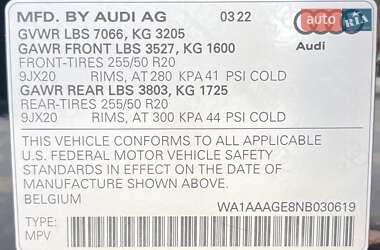 MFD. BY AUDI AG 03 22
GVWR LBS 7066, KG 3205
GAWR FRONT LBS 3527, KG 1600
FRONT-TIRES 255/50 R20
9JX20 RIMS, AT 280 KPA 41 PSI COLD
GAWR REAR LBS 3803, KG 1725
REAR-TIRES 255/50 R20
9JX20 RIMS, AT 300 KPA 44 PSI COLD
auto RIA
Audi
THIS VEHICLE CONFORMS TO ALL APPLICABLE
U.S. FEDERAL MOTOR VEHICLE SAFETY
STANDARDS IN EFFECT ON THE DATE OF
MANUFACTURE SHOWN ABOVE.
BELGIUM WA1AAAGE8NB030619
TYPE:
MPV